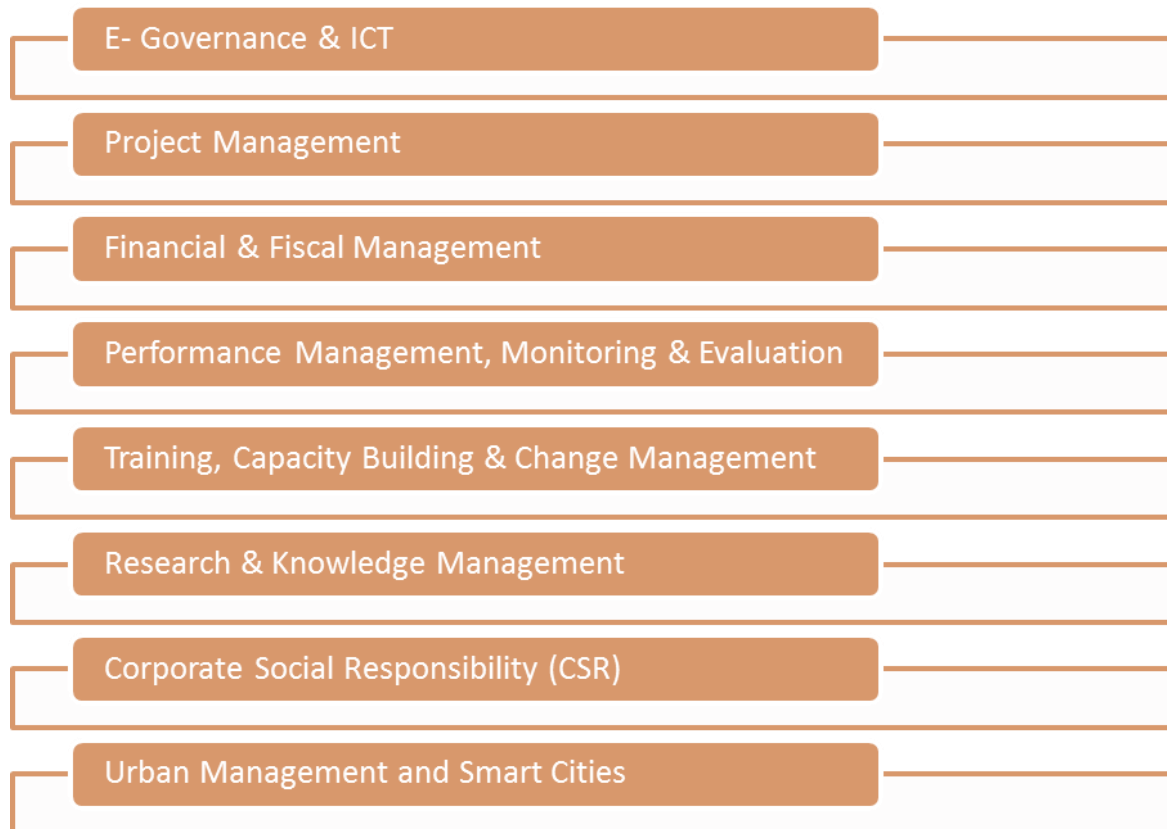 E- Governance & ICT
Project Management
Financial & Fiscal Management
Performance Management, Monitoring & Evaluation
Training, Capacity Building & Change Management
Research & Knowledge Management
Corporate Social Responsibility (CSR)
Urban Management and Smart Cities